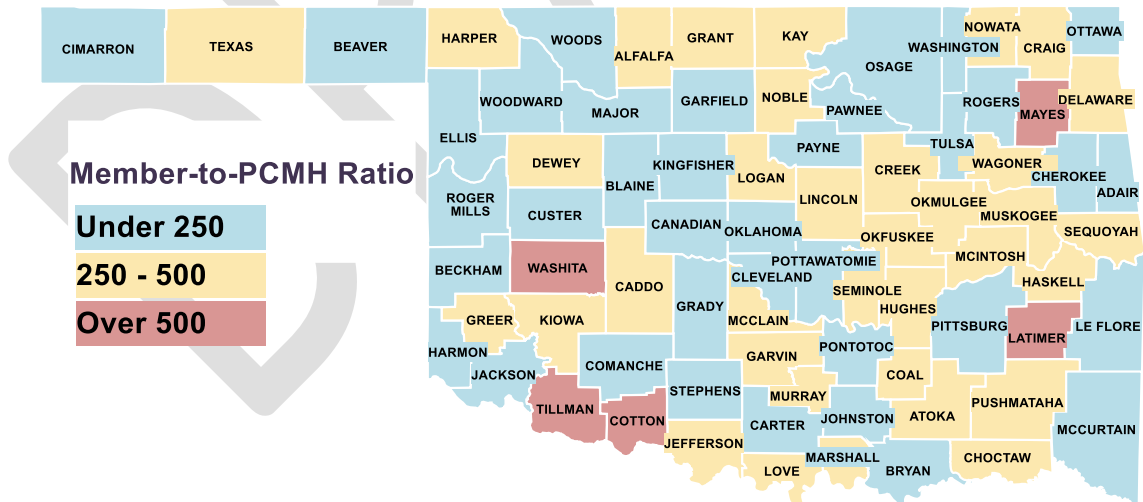 CIMARRON
TEXAS
BEAVER
HARPER
WOODS
ALFALFA
GRANT
KAY
OSAGE
WASHINGTON
NOWATA
CRAIG
OTTAWA
WOODWARD
MAJOR
GARFIELD
NOBLE
PAWNEE
ROGERS
MAYES
DELAWARE
ELLIS
DEWEY
BLAINE
KINGFISHER
LOGAN
PAYNE
CREEK
TULSA
WAGONER
CHEROKEE
ADAIR
Member-to-PCMH Ratio
Under 250
250 - 500
Over 500
ROGER
MILLS
CUSTER
CANADIAN
OKLAHOMA
LINCOLN
OKMULGEE
MUSKOGEE
SEQUOYAH
OKFUSKEE
MCINTOSH
BECKHAM
WASHITA
CADDO
GRADY
CLEVELAND
POTTAWATOMIE
SEMINOLE
HUGHES
HASKELL
GREER
KIOWA
MCCLAIN
PITTSBURG
LATIMER
LE FLORE
HARMON
JACKSON
COMANCHE
GARVIN
PONTOTOC
COAL
STEPHENS
MURRAY
TILLMAN
COTTON
CARTER
JOHNSTON
ATOKA
PUSHMATAHA
MCCURTAIN
JEFFERSON
LOVE
MARSHALL
BRYAN
CHOCTAW